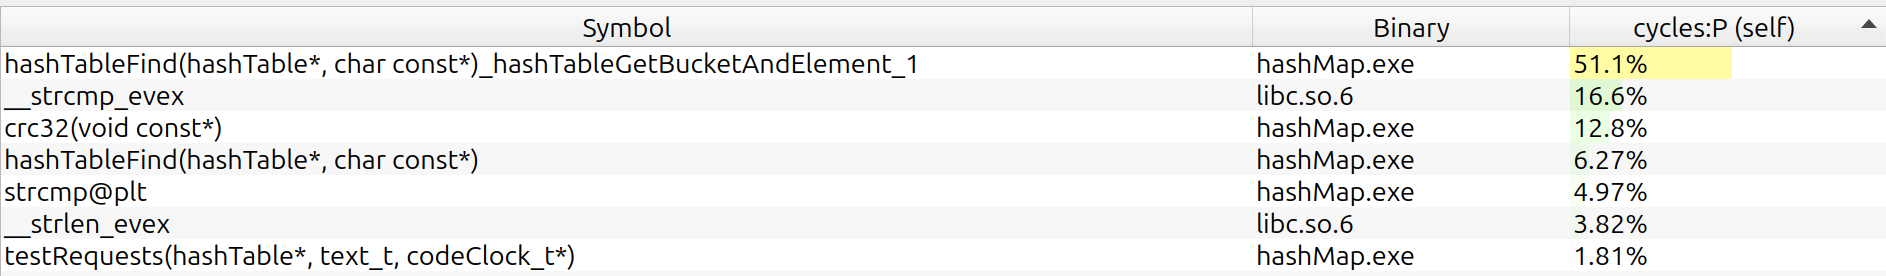 Symbol Binary cycles:P (self)
hashTableFind(hashTable*, char const*)_hashTableGetBucketAndElement_1 hashMap.exe 51.1%
__strcmp_evex libc.so.6 16.6%
crc32(void const*) hashMap.exe 12.8%
hashTableFind(hashTable*, char const*) hashMap.exe 6.27%
strcmp@plt hashMap.exe 4.97%
__strlen_evex libc.so.6 3.82%
testRequests(hashTable*, text_t, codeClock_t*) hashMap.exe 1.81%